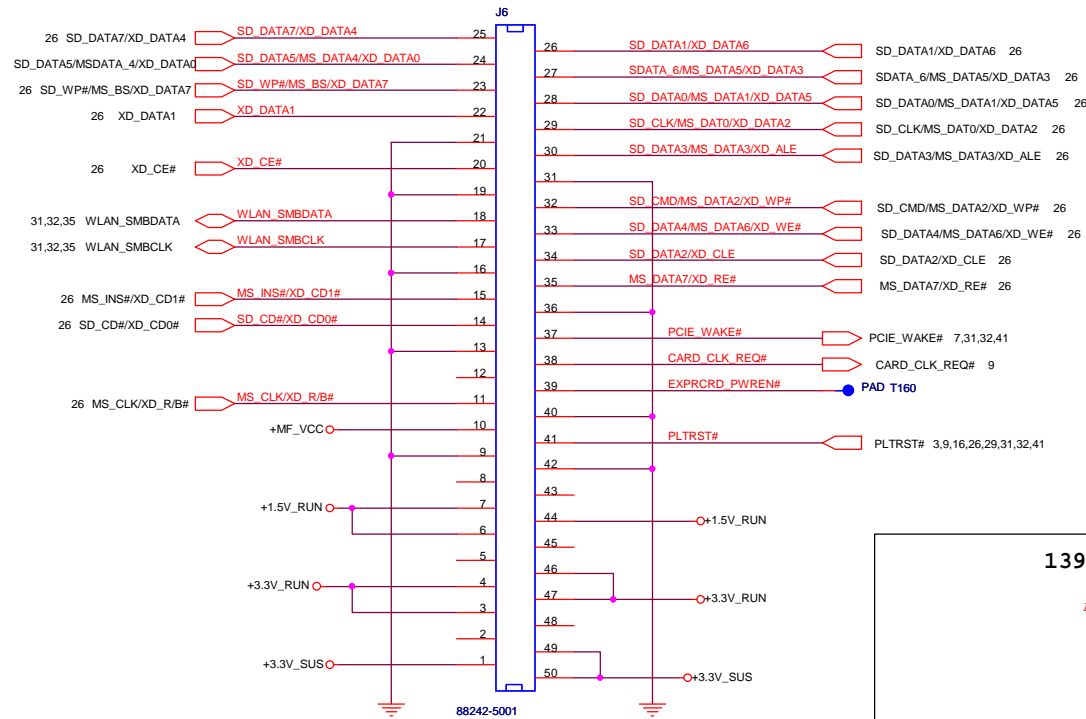 J6
26 SD_DATA7/XD_DATA4 SD_DATA7/XD_DATA4 25
SD_DATA5/MSDATA_4/XD_DATA0 SD_DATA5/MS_DATA4/XD_DATA0 24
26 SD_WP#/MS_BS/XD_DATA7 SD_WP#/MS_BS/XD_DATA7 23
26 XD_DATA1 XD_DATA1 22
21
26 XD_CE# XD_CE# 20
19
31,32,35 WLAN_SMBDATA WLAN_SMBDATA 18
31,32,35 WLAN_SMBCLK WLAN_SMBCLK 17
16
26 MS_INS#/XD_CD1# MS_INS#/XD_CD1# 15
26 SD_CD#/XD_CD0# SD_CD#/XD_CD0# 14
13
12
26 MS_CLK/XD_R/B# MS_CLK/XD_R/B# 11
+MF_VCC 10
9
8
+1.5V_RUN 7
6
5
+3.3V_RUN 4
3
2
+3.3V_SUS 1
26 SD_DATA1/XD_DATA6 SD_DATA1/XD_DATA6 26
27 SDATA_6/MS_DATA5/XD_DATA3 SDATA_6/MS_DATA5/XD_DATA3 26
28 SD_DATA0/MS_DATA1/XD_DATA5 SD_DATA0/MS_DATA1/XD_DATA5 26
29 SD_CLK/MS_DAT0/XD_DATA2 SD_CLK/MS_DAT0/XD_DATA2 26
30 SD_DATA3/MS_DATA3/XD_ALE SD_DATA3/MS_DATA3/XD_ALE 26
31
32 SD_CMD/MS_DATA2/XD_WP# SD_CMD/MS_DATA2/XD_WP# 26
33 SD_DATA4/MS_DATA6/XD_WE# SD_DATA4/MS_DATA6/XD_WE# 26
34 SD_DATA2/XD_CLE SD_DATA2/XD_CLE 26
35 MS_DATA7/XD_RE# MS_DATA7/XD_RE# 26
36
37 PCIE_WAKE# PCIE_WAKE# 7,31,32,41
38 CARD_CLK_REQ# CARD_CLK_REQ# 9
39 EXPRCRD_PWREN# PAD T160
40
41 PLTRST# PLTRST# 3,9,16,26,29,31,32,41
42
43
44 +1.5V_RUN
45
46
47 +3.3V_RUN
48
49
50 +3.3V_SUS
88242-5001
139